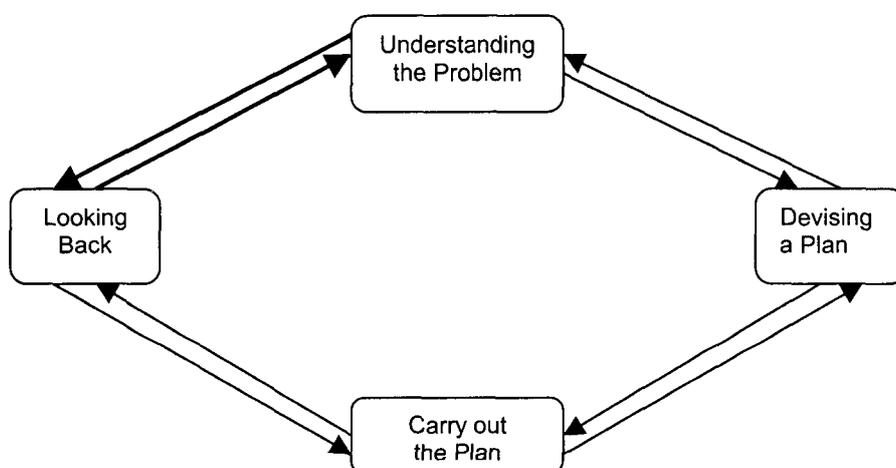 Understanding
the Problem
Looking
Back
Devising
a Plan
Carry out
the Plan